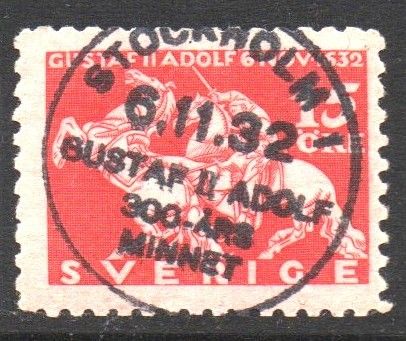 GUSTAF II ADOLF 6 NOV. 1632
15
ÖRE
SVERIGE
STOCKHOLM 1
6.11.32
GUSTAF II ADOLF
300-ÅRS
MINNET